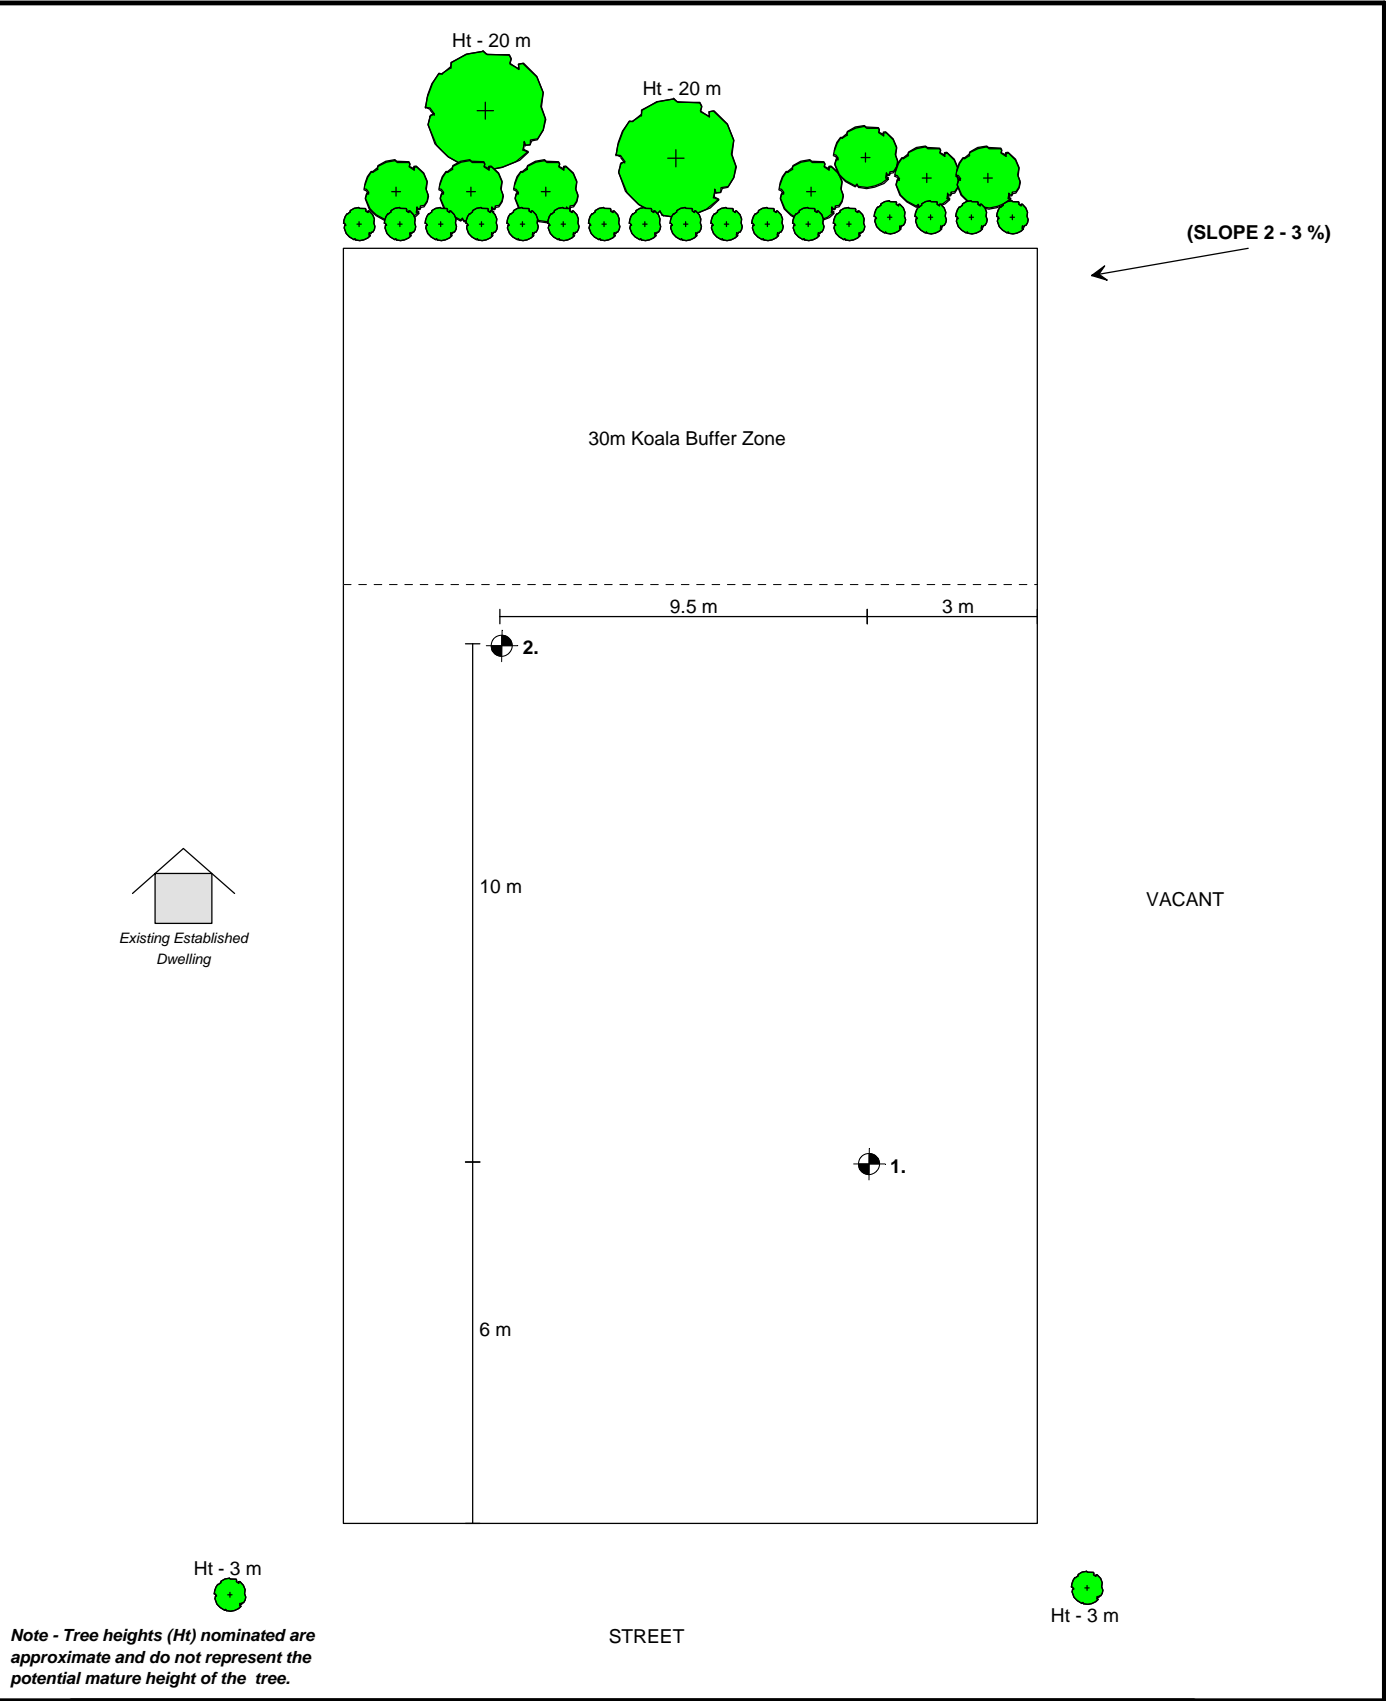 Ht - 20 m
Ht - 20 m
(SLOPE 2 - 3 %)
30m Koala Buffer Zone
9.5 m
3 m
2.
10 m
VACANT
Existing Established
Dwelling
1.
6 m
Ht - 3 m
Ht - 3 m
Note - Tree heights (Ht) nominated are
approximate and do not represent the
potential mature height of the  tree.
STREET